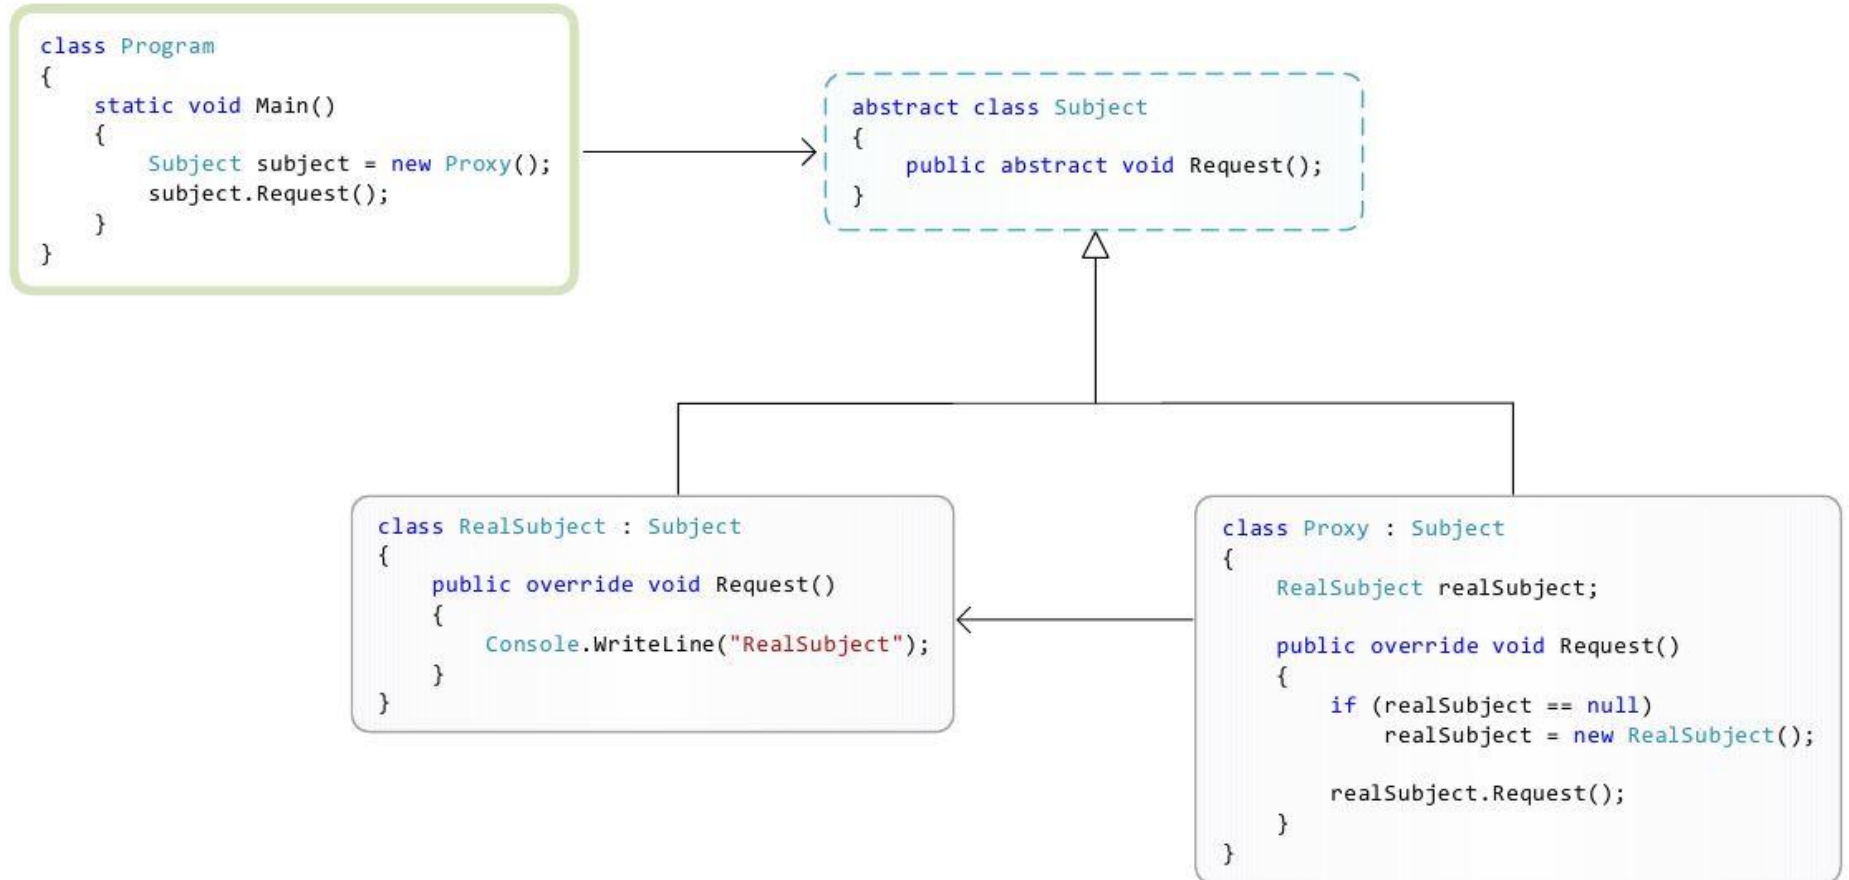 class Program
{
    static void Main()
    {
        Subject subject = new Proxy();
        subject.Request();
    }
}
abstract class Subject
{
    public abstract void Request();
}
class RealSubject : Subject
{
    public override void Request()
    {
        Console.WriteLine("RealSubject");
    }
}
class Proxy : Subject
{
    RealSubject realSubject;

    public override void Request()
    {
        if (realSubject == null)
            realSubject = new RealSubject();

        realSubject.Request();
    }
}